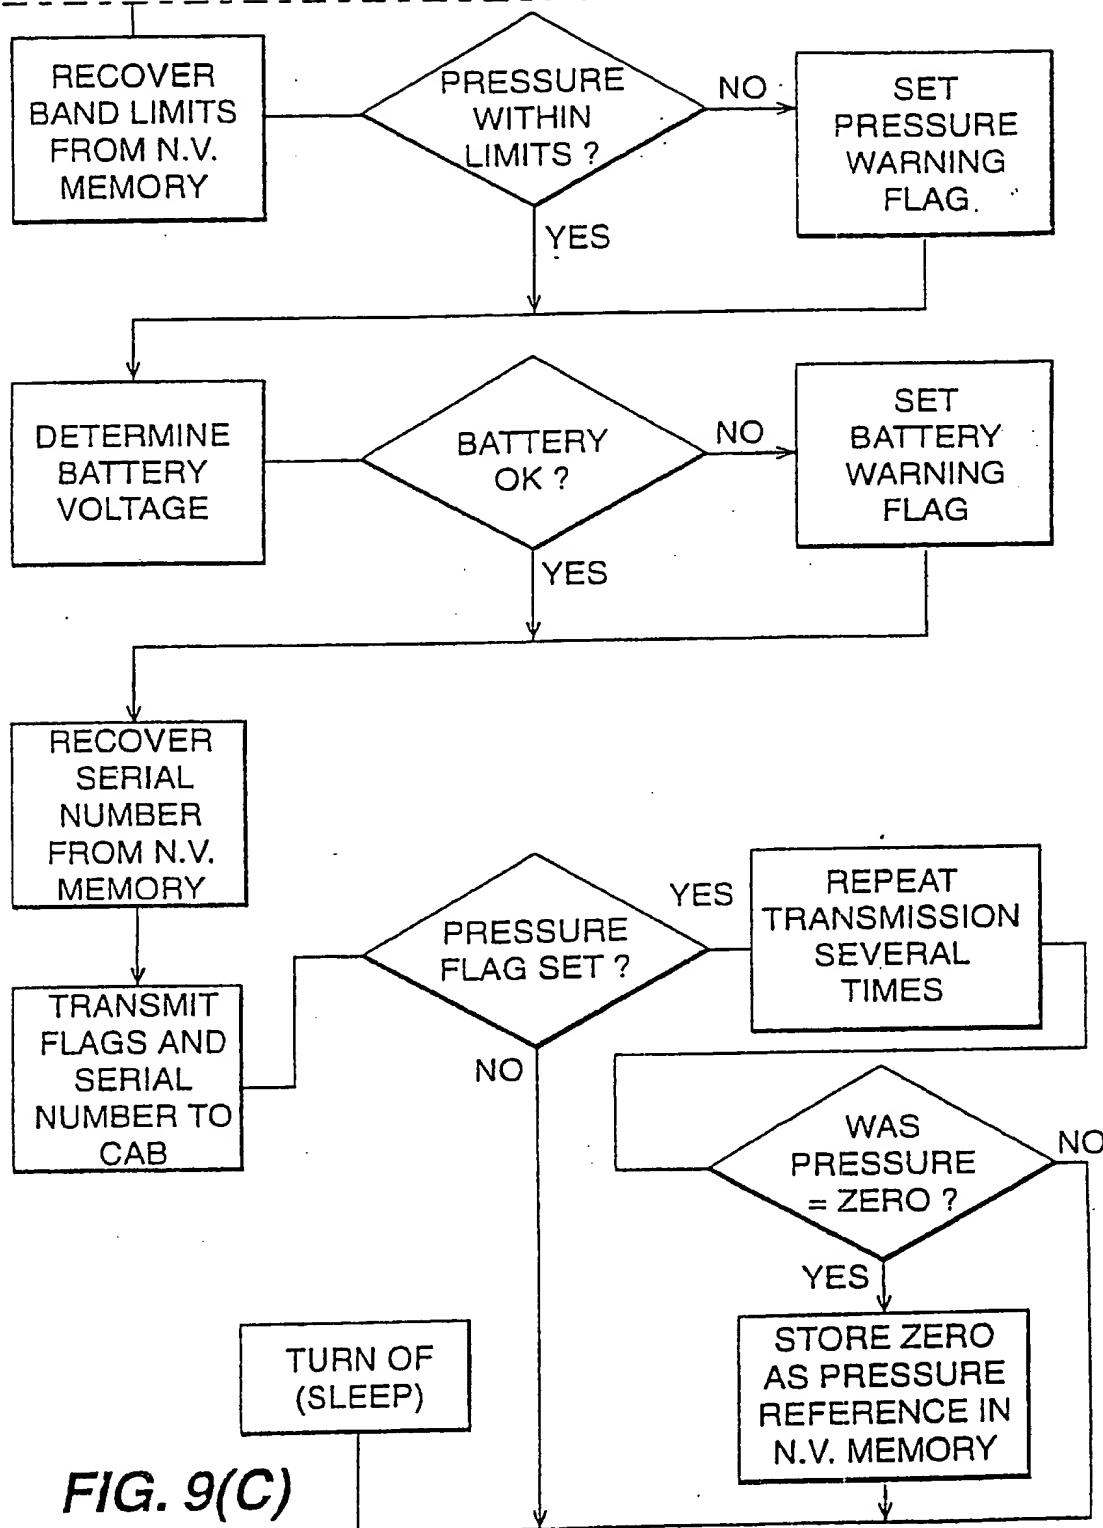 RECOVER
BAND LIMITS
FROM N.V.
MEMORY
PRESSURE
WITHIN
LIMITS ?
NO
SET
PRESSURE
WARNING
FLAG.
YES
DETERMINE
BATTERY
VOLTAGE
BATTERY
OK ?
NO
SET
BATTERY
WARNING
FLAG
YES
RECOVER
SERIAL
NUMBER
FROM N.V.
MEMORY
TRANSMIT
FLAGS AND
SERIAL
NUMBER TO
CAB
PRESSURE
FLAG SET ?
YES
REPEAT
TRANSMISSION
SEVERAL
TIMES
NO
WAS
PRESSURE
= ZERO ?
NO
YES
STORE ZERO
AS PRESSURE
REFERENCE IN
N.V. MEMORY
TURN OF
(SLEEP)
FIG. 9(C)